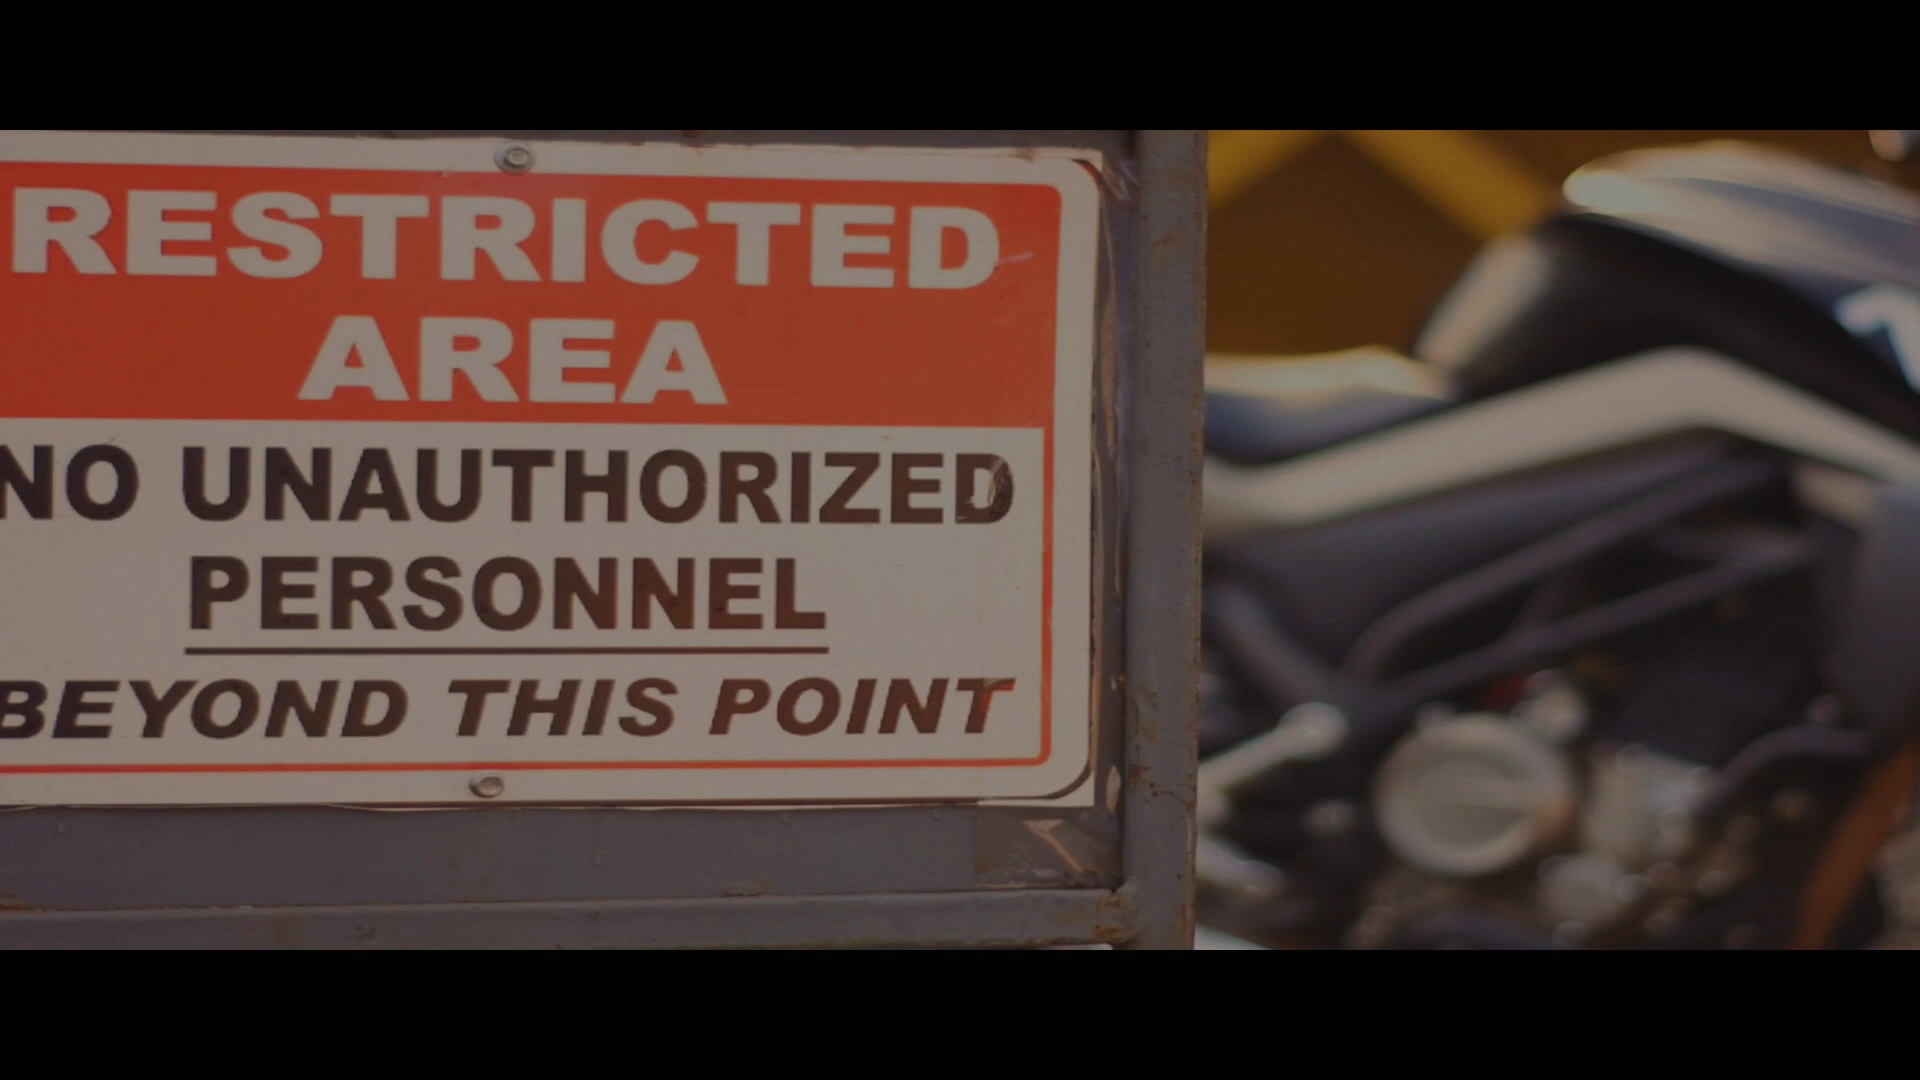 RESTRICTED
AREA
NO UNAUTHORIZED
PERSONNEL
BEYOND THIS POINT